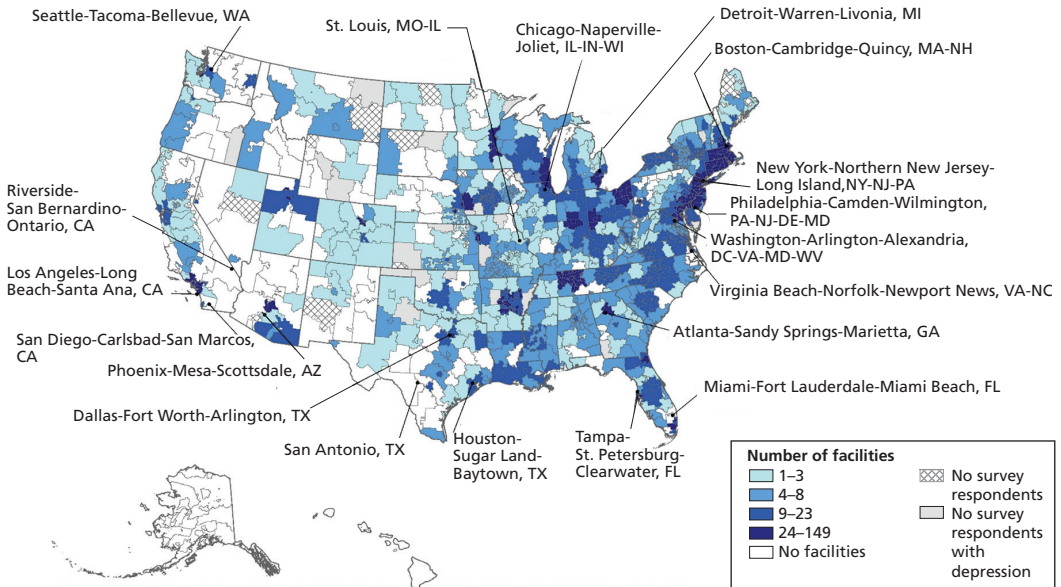 Seattle-Tacoma-Bellevue, WA
St. Louis, MO-IL
Chicago-Naperville-
Joliet, IL-IN-WI
Detroit-Warren-Livonia, MI
Boston-Cambridge-Quincy, MA-NH
New York-Northern New Jersey-
Long Island,NY-NJ-PA
Philadelphia-Camden-Wilmington,
PA-NJ-DE-MD
Washington-Arlington-Alexandria,
DC-VA-MD-WV
Virginia Beach-Norfolk-Newport News, VA-NC
Atlanta-Sandy Springs-Marietta, GA
Miami-Fort Lauderdale-Miami Beach, FL
Riverside-
San Bernardino-
Ontario, CA
Los Angeles-Long
Beach-Santa Ana, CA
San Diego-Carlsbad-San Marcos,
CA
Phoenix-Mesa-Scottsdale, AZ
Dallas-Fort Worth-Arlington, TX
San Antonio, TX
Houston-
Sugar Land-
Baytown, TX
Tampa-
St. Petersburg-
Clearwater, FL
Number of facilities
1–3
4–8
9–23
24–149
No facilities
No survey
respondents
No survey
respondents
with
depression